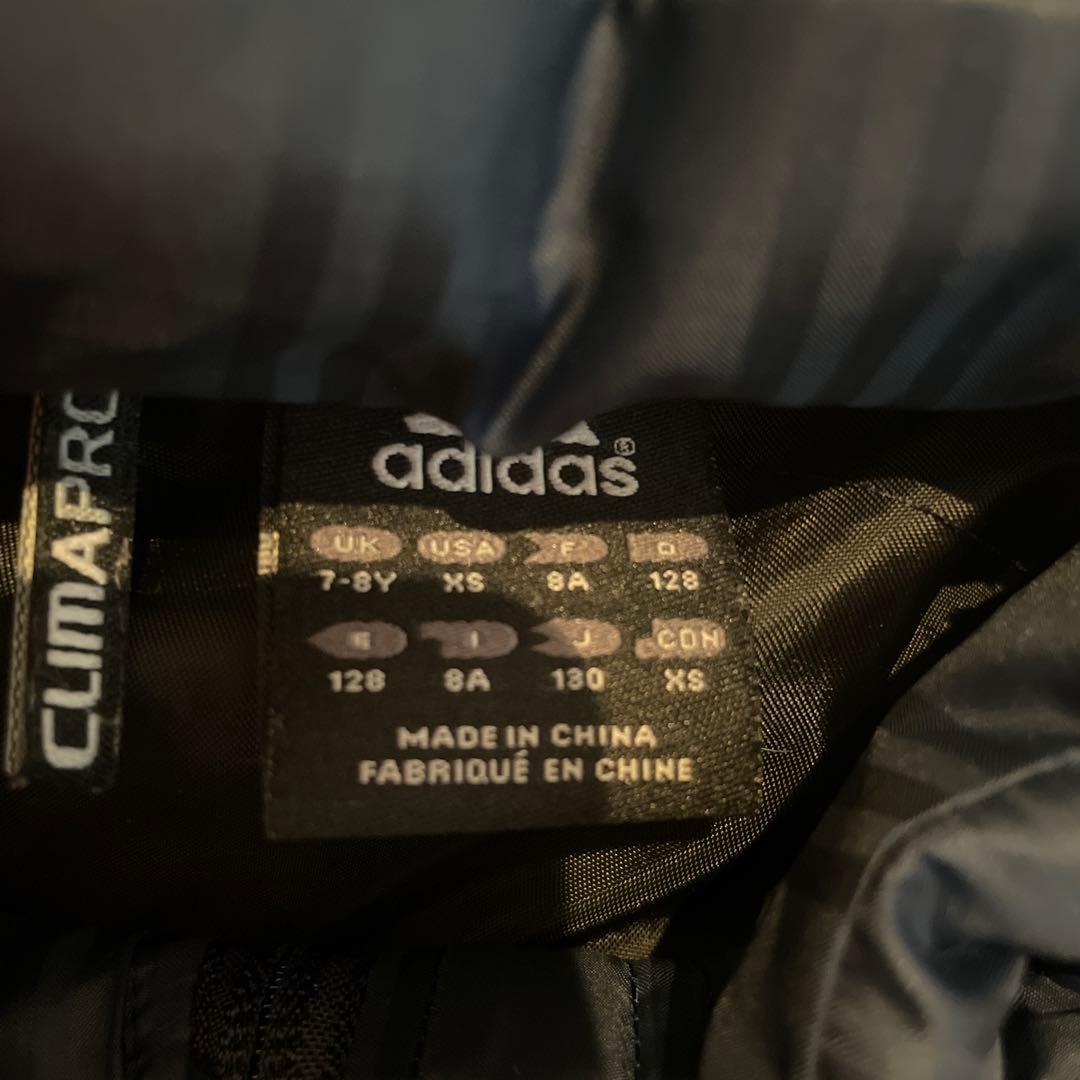 CLIMAPRO
adidas®
UK USA F D
7-8Y XS 8A 128
E I J CDN
128 8A 130 XS
MADE IN CHINA
FABRIQUÉ EN CHINE